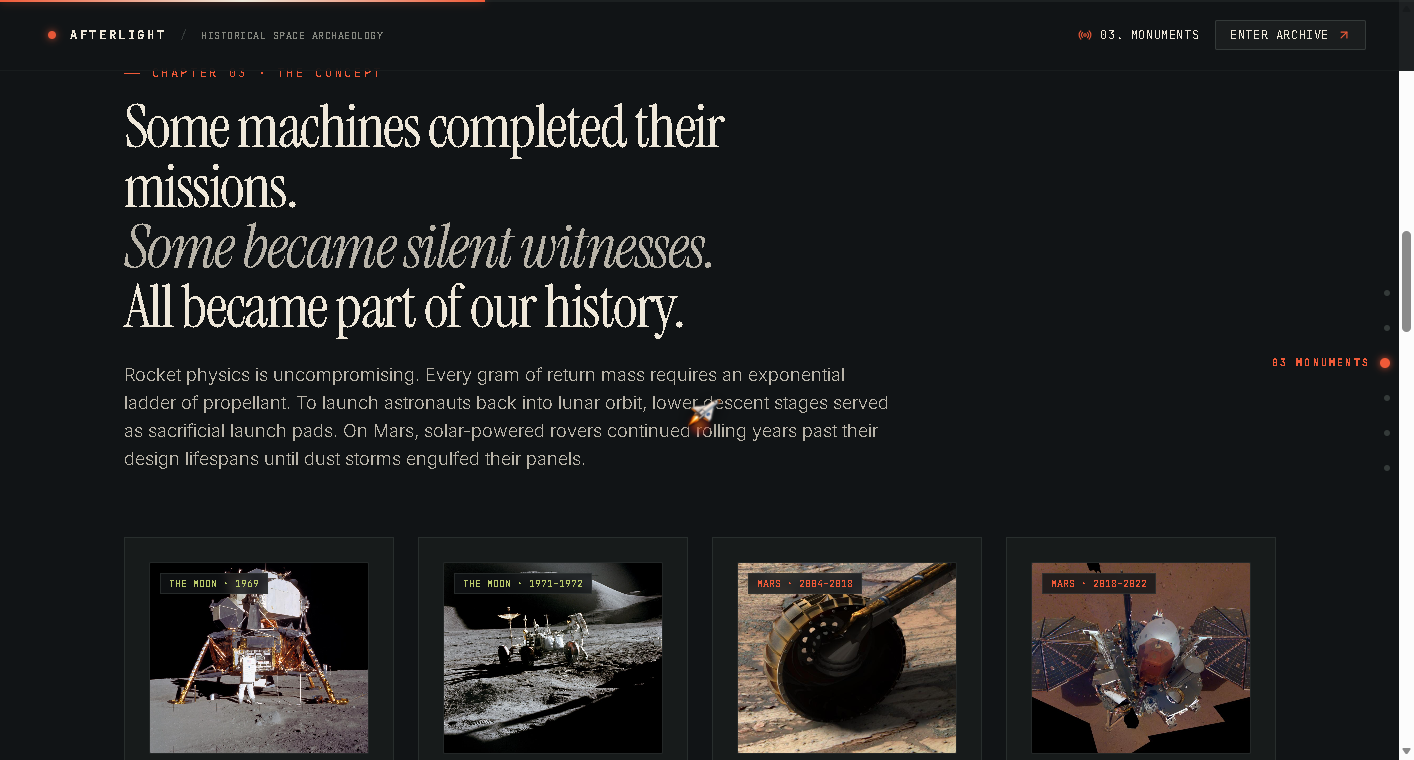 AFTERLIGHT / HISTORICAL SPACE ARCHAEOLOGY
03. MONUMENTS
ENTER ARCHIVE
CHAPTER 03 · THE CONCEPT
Some machines completed their
missions.
Some became silent witnesses.
All became part of our history.
Rocket physics is uncompromising. Every gram of return mass requires an exponential
ladder of propellant. To launch astronauts back into lunar orbit, lower descent stages served
as sacrificial launch pads. On Mars, solar-powered rovers continued rolling years past their
design lifespans until dust storms engulfed their panels.
03 MONUMENTS
THE MOON · 1969
THE MOON · 1971–1972
MARS · 2004–2018
MARS · 2018–2022